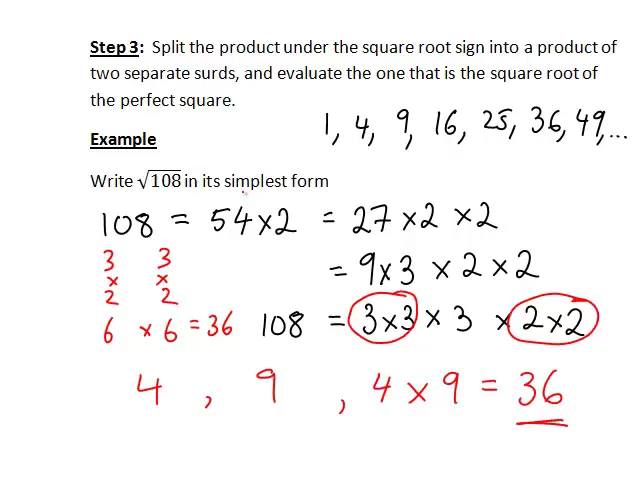 Step 3: Split the product under the square root sign into a product of
two separate surds, and evaluate the one that is the square root of
the perfect square.
1, 4, 9, 16, 25, 36, 49, ...
Example
Write √108 in its simplest form
108 = 54 × 2 = 27 × 2 × 2
3 3
× ×
2 2
= 9 × 3 × 2 × 2
6 × 6 = 36 108 = 3 × 3 × 3 × 2 × 2
4 , 9 , 4 × 9 = 36